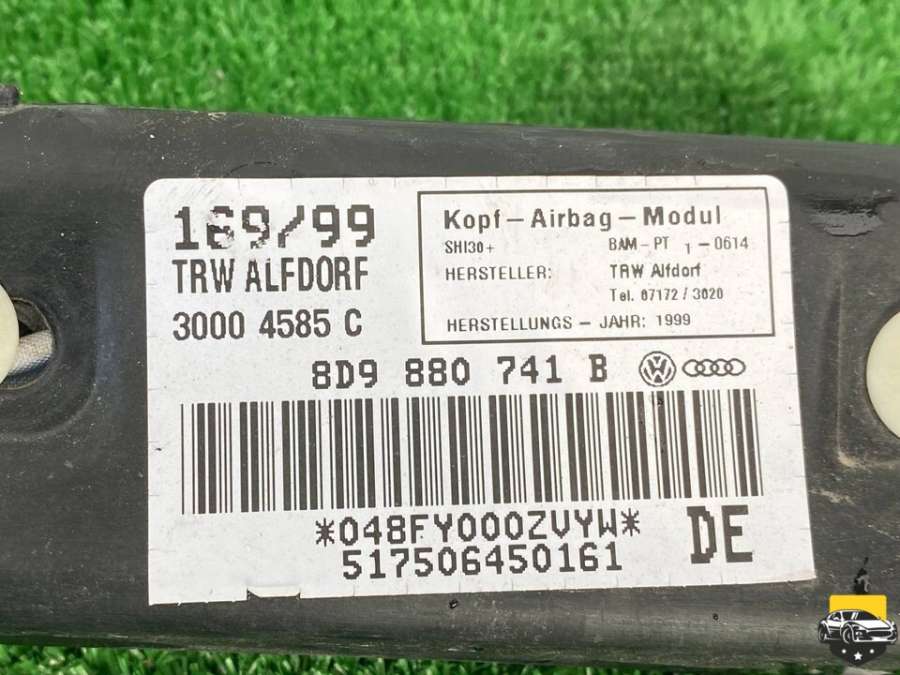 169/99
TRW ALFDORF
3000 4585 C
Kopf-Airbag-Modul
SHI30+ BAM-PT 1-0614
HERSTELLER: TRW Alfdorf
Tel. 07172/3020
HERSTELLUNGS-JAHR: 1999
8D9 880 741 B
*048FY000ZVYW*
517506450161
DE